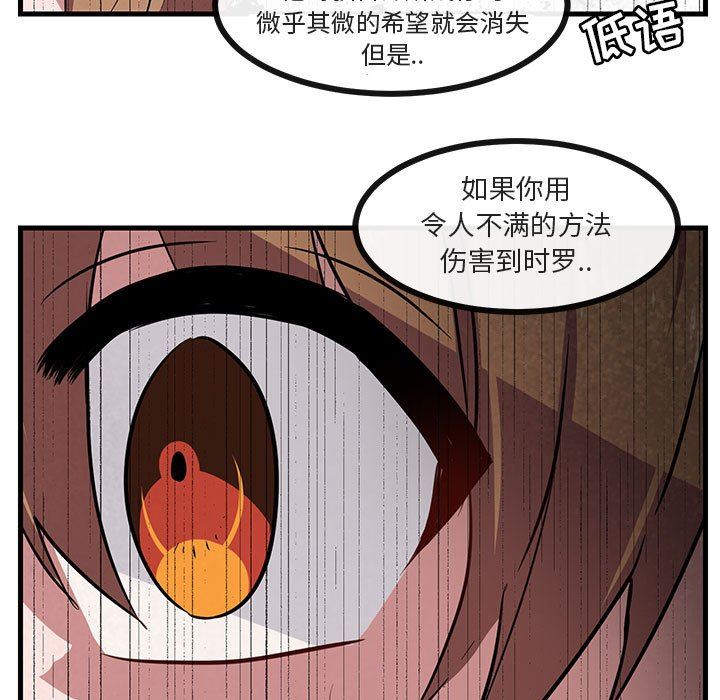 微乎其微的希望就会消失
但是..
低语
如果你用
令人不满的方法
伤害到时罗..